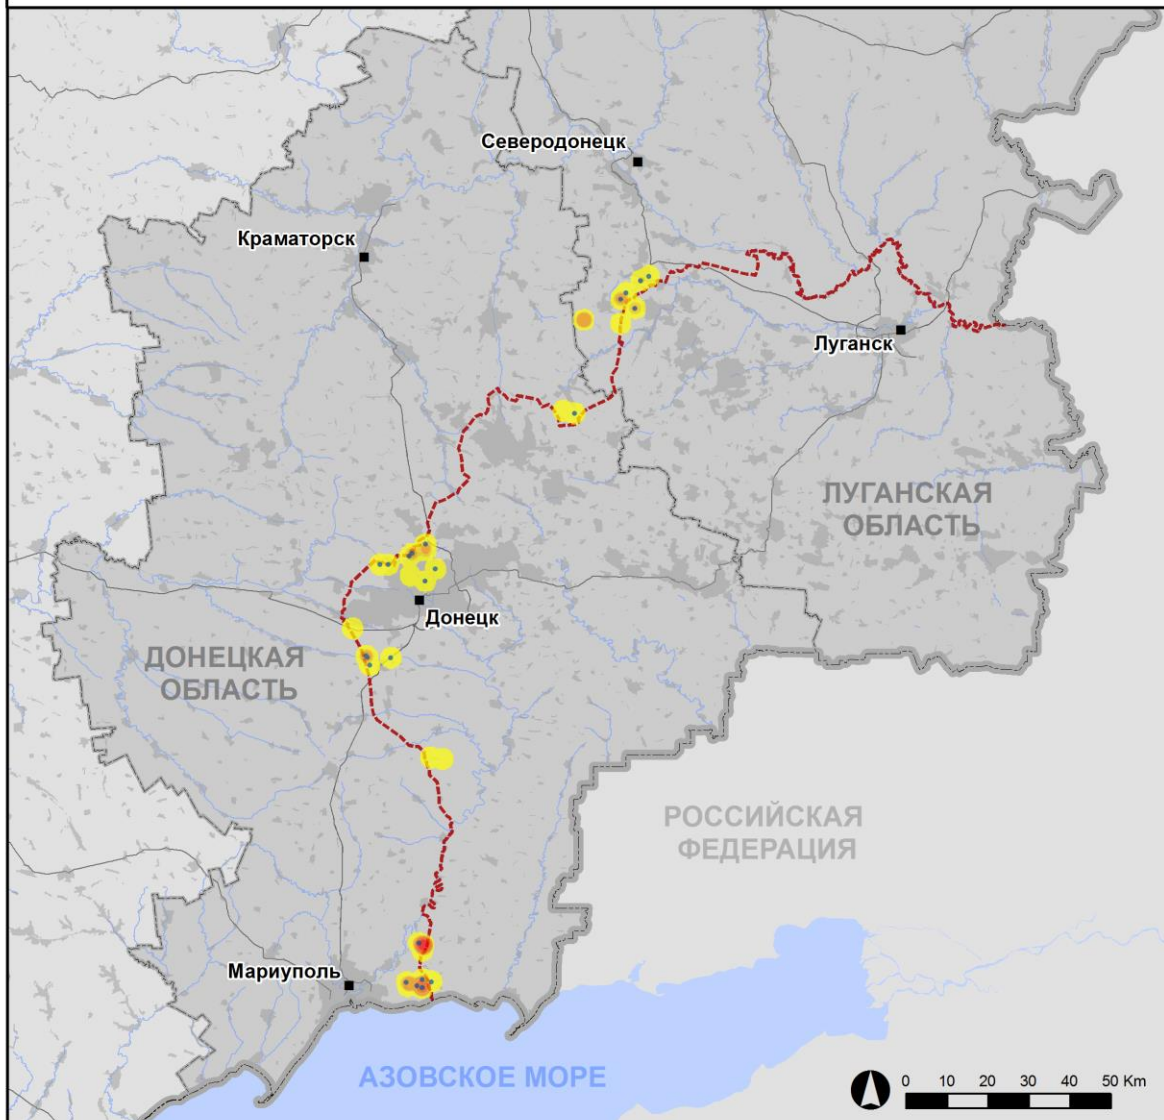 Северодонецк
Краматорск
Луганск
ЛУГАНСКАЯ
ОБЛАСТЬ
Донецк
ДОНЕЦКАЯ
ОБЛАСТЬ
РОССИЙСКАЯ
ФЕДЕРАЦИЯ
Мариуполь
АЗОВСКОЕ МОРЕ
0 10 20 30 40 50 Km